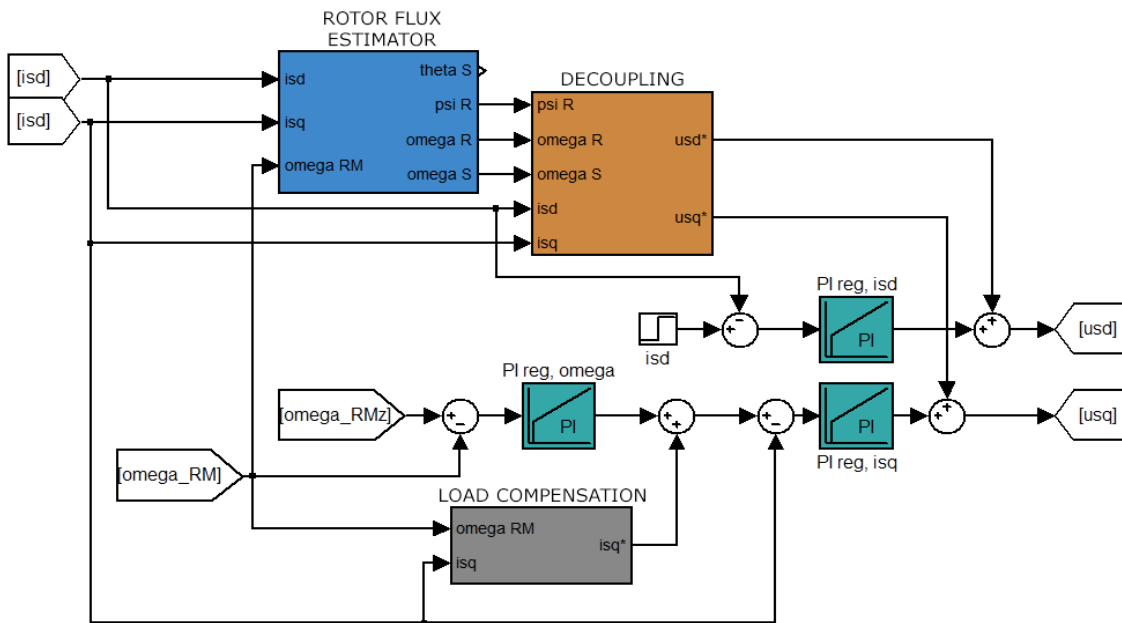 ROTOR FLUX
ESTIMATOR
[isd]
[isd]
isd
isq
omega RM
theta S
psi R
omega R
omega S
DECOUPLING
psi R
omega R
omega S
isd
isq
usd*
usq*
isd
PI reg, isd
PI
[usd]
[omega_RMz]
PI reg, omega
PI
PI
PI reg, isq
[usq]
[omega_RM]
LOAD COMPENSATION
omega RM
isq
isq*